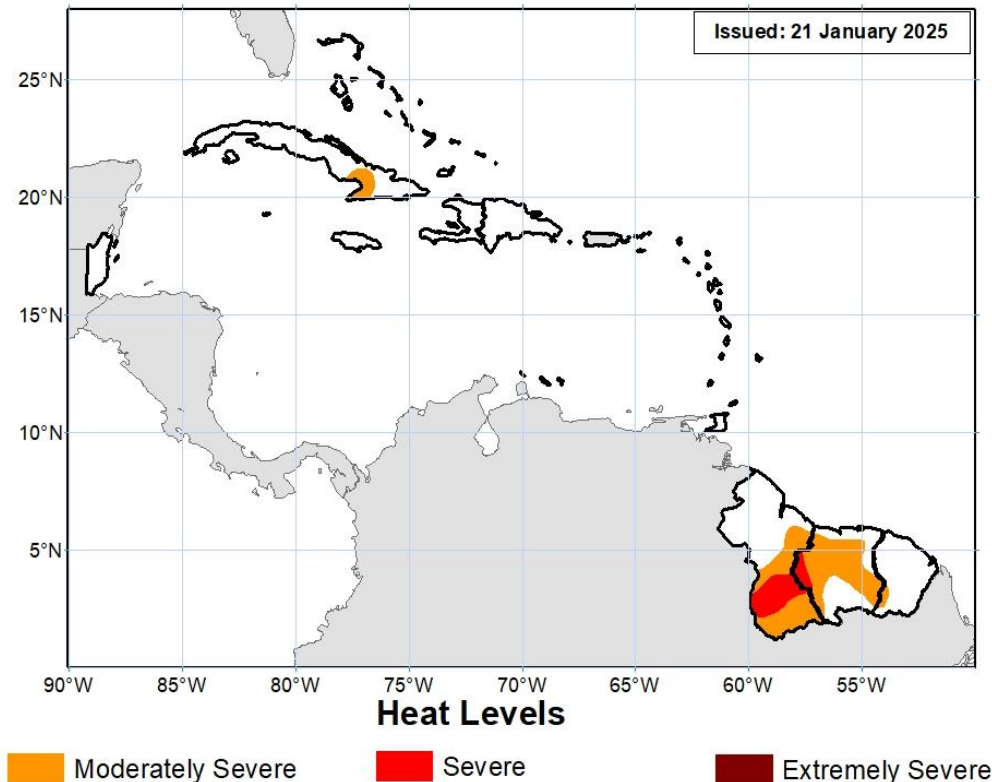 Issued: 21 January 2025
25°N
20°N
15°N
10°N
5°N
90°W 85°W 80°W 75°W 70°W 65°W 60°W 55°W
Heat Levels
Moderately Severe Severe Extremely Severe